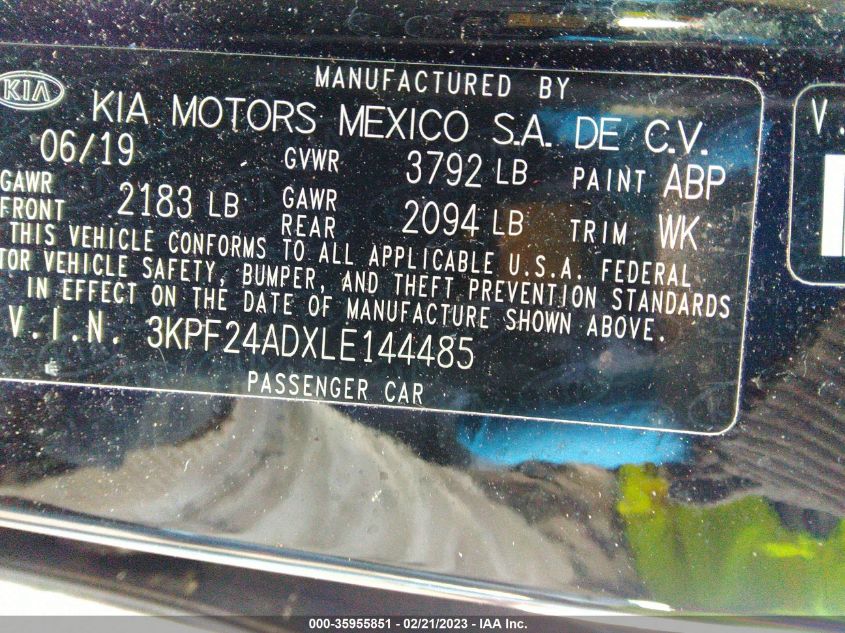 MANUFACTURED BY
KIA
KIA MOTORS MEXICO S.A. DE C.V.
06/19 GVWR 3792 LB PAINT ABP
GAWR FRONT 2183 LB GAWR REAR 2094 LB TRIM WK
THIS VEHICLE CONFORMS TO ALL APPLICABLE U.S.A. FEDERAL
TOR VEHICLE SAFETY, BUMPER, AND THEFT PREVENTION STANDARDS
IN EFFECT ON THE DATE OF MANUFACTURE SHOWN ABOVE.
V.I.N. 3KPF24ADXLE144485
PASSENGER CAR
V.
000-35955851 / 02/21/2023 - IAA Inc.